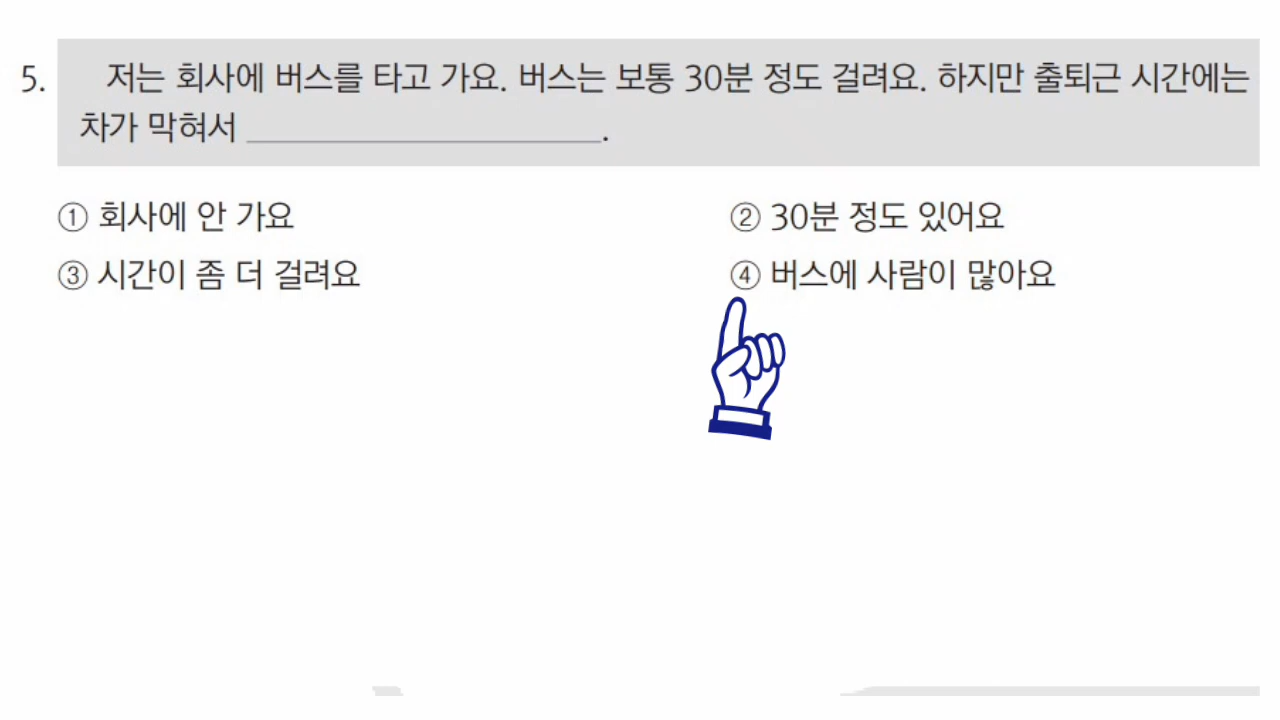 5. 저는 회사에 버스를 타고 가요. 버스는 보통 30분 정도 걸려요. 하지만 출퇴근 시간에는
차가 막혀서 ____________________.
① 회사에 안 가요
② 30분 정도 있어요
③ 시간이 좀 더 걸려요
④ 버스에 사람이 많아요